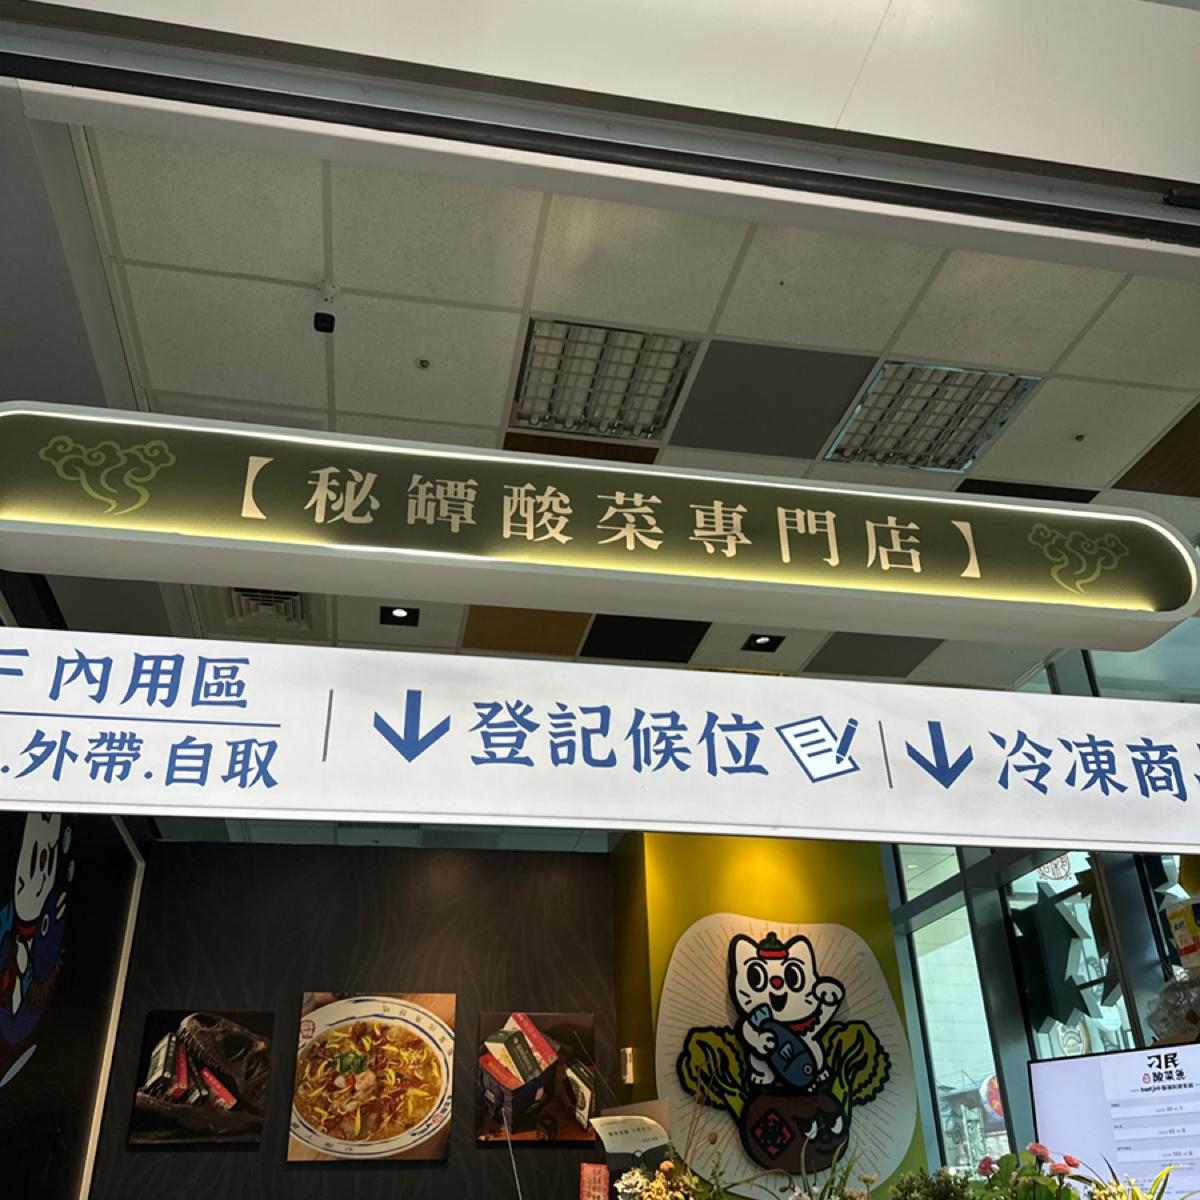 【秘罈酸菜專門店】
內用區
.外帶.自取
登記候位
冷凍商
刁民
酸菜魚